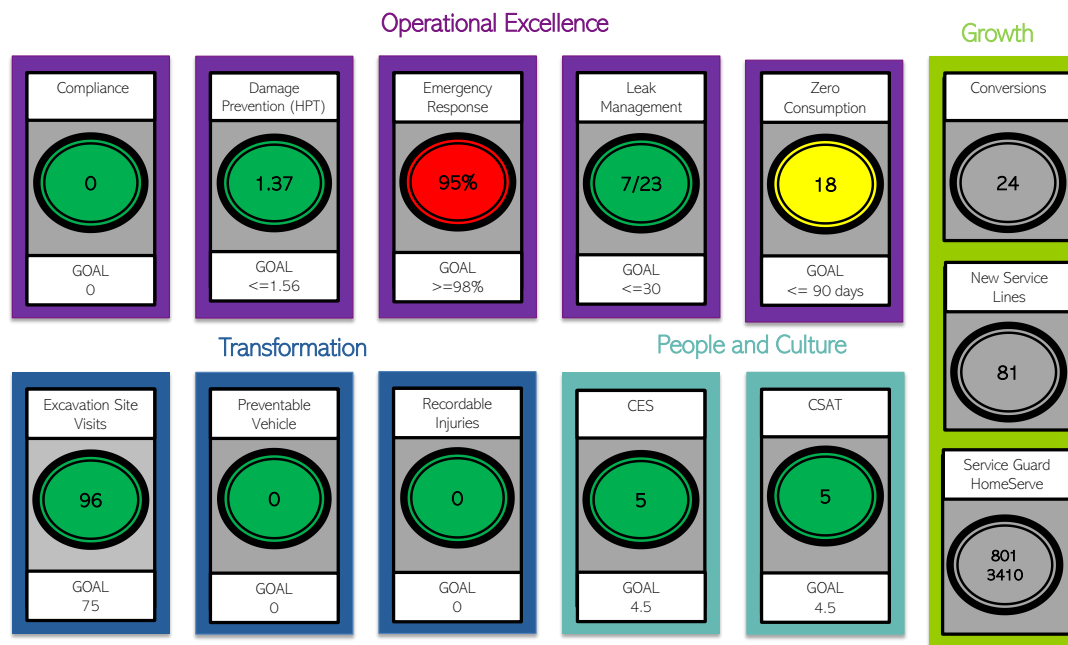 Operational Excellence
Compliance
0
GOAL
0
Damage
Prevention (HPT)
1.37
GOAL
<=1.56
Emergency
Response
95%
GOAL
>=98%
Leak
Management
7/23
GOAL
<=30
Zero
Consumption
18
GOAL
<= 90 days
Transformation
Excavation Site
Visits
96
GOAL
75
Preventable
Vehicle
0
GOAL
0
Recordable
Injuries
0
GOAL
0
People and Culture
CES
5
GOAL
4.5
CSAT
5
GOAL
4.5
Growth
Conversions
24
New Service
Lines
81
Service Guard
HomeServe
801
3410